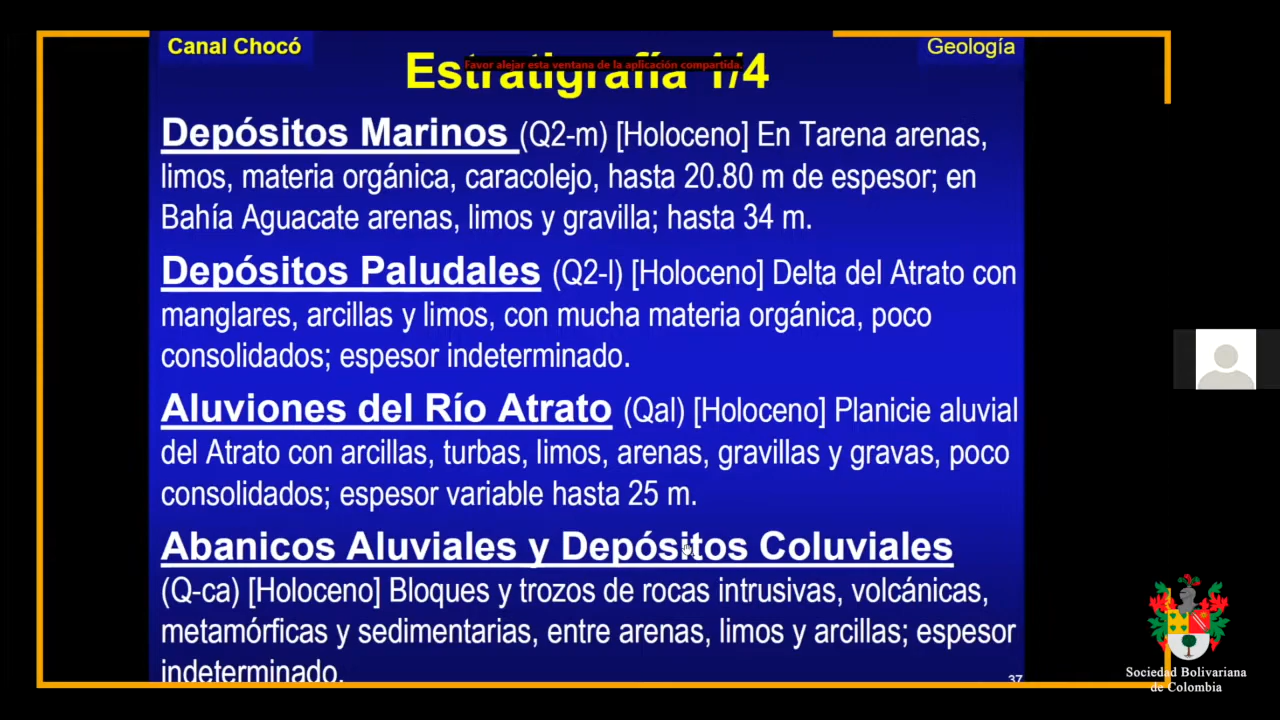 Canal Chocó
Geología
Estratigrafía 1/4
Favor alejar esta ventana de la aplicación compartida.
Depósitos Marinos (Q2-m) [Holoceno] En Tarena arenas,
limos, materia orgánica, caracolejo, hasta 20.80 m de espesor; en
Bahía Aguacate arenas, limos y gravilla; hasta 34 m.
Depósitos Paludales (Q2-l) [Holoceno] Delta del Atrato con
manglares, arcillas y limos, con mucha materia orgánica, poco
consolidados; espesor indeterminado.
Aluviones del Río Atrato (Qal) [Holoceno] Planicie aluvial
del Atrato con arcillas, turbas, limos, arenas, gravillas y gravas, poco
consolidados; espesor variable hasta 25 m.
Abanicos Aluviales y Depósitos Coluviales
(Q-ca) [Holoceno] Bloques y trozos de rocas intrusivas, volcánicas,
metamórficas y sedimentarias, entre arenas, limos y arcillas; espesor
indeterminado.
37
Sociedad Bolivariana
de Colombia